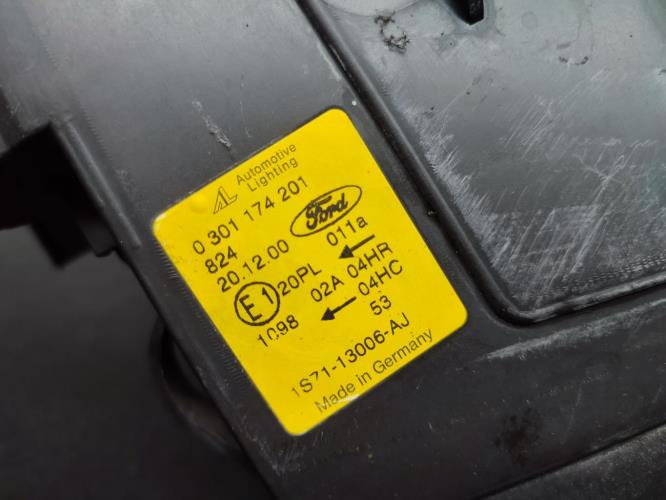 AL Automotive
Lighting
0 301 174 201
824
20.12.00
Ford
011a
E1 20PL 02A 04HR
1098 04HC
53
1S71-13006-AJ
Made in Germany